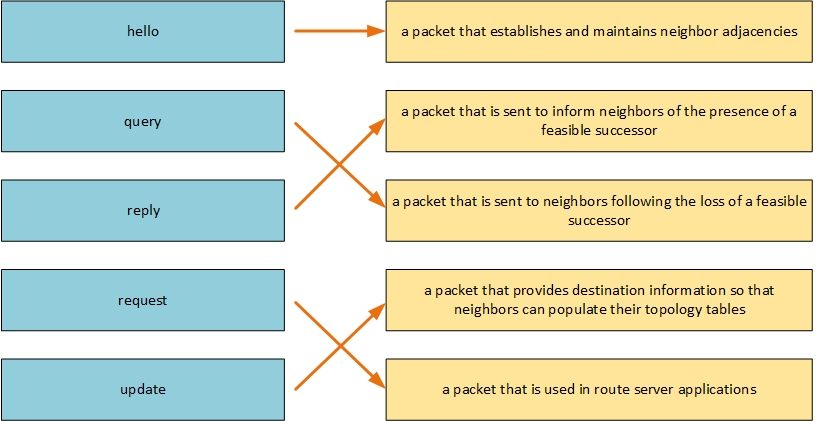 hello
a packet that establishes and maintains neighbor adjacencies
query
a packet that is sent to inform neighbors of the presence of a
feasible successor
reply
a packet that is sent to neighbors following the loss of a feasible
successor
request
a packet that provides destination information so that
neighbors can populate their topology tables
update
a packet that is used in route server applications